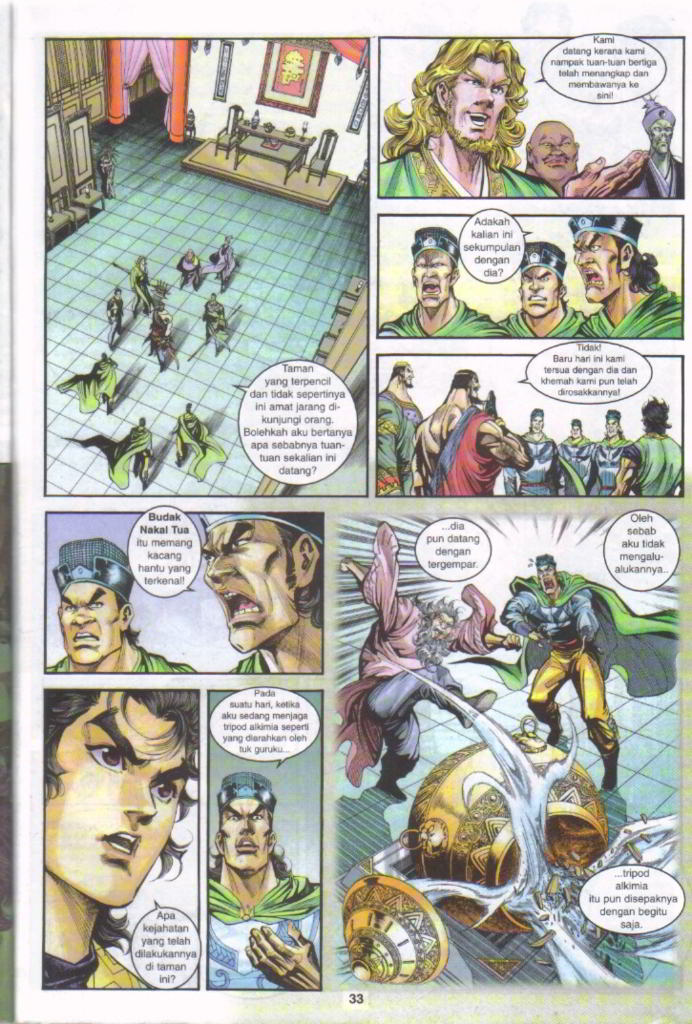 Taman
yang terpencil
dan tidak sepertinya
ini amat jarang di-
kunjungi orang.
Bolehkah aku bertanya
apa sebabnya tuan-
tuan sekalian ini
datang?
Kami
datang kerana kami
nampak tuan-tuan bertiga
telah menangkap dan
membawanya ke
sini!
Adakah
kalian ini
sekumpulan
dengan
dia?
Tidak!
Baru hari ini kami
tersua dengan dia dan
khemah kami pun telah
dirosakkannya!
Budak
Nakal Tua
itu memang
kacang
hantu yang
terkenal!
Apa
kejahatan
yang telah
dilakukannya
di taman
ini?
Pada
suatu hari, ketika
aku sedang menjaga
tripod alkimia seperti
yang diarahkan oleh
tuk guruku...
...dia
pun datang
dengan
tergempar.
Oleh
sebab
aku tidak
mengalu-
alukannya..
...tripod
alkimia
itu pun disepaknya
dengan begitu
saja.
33